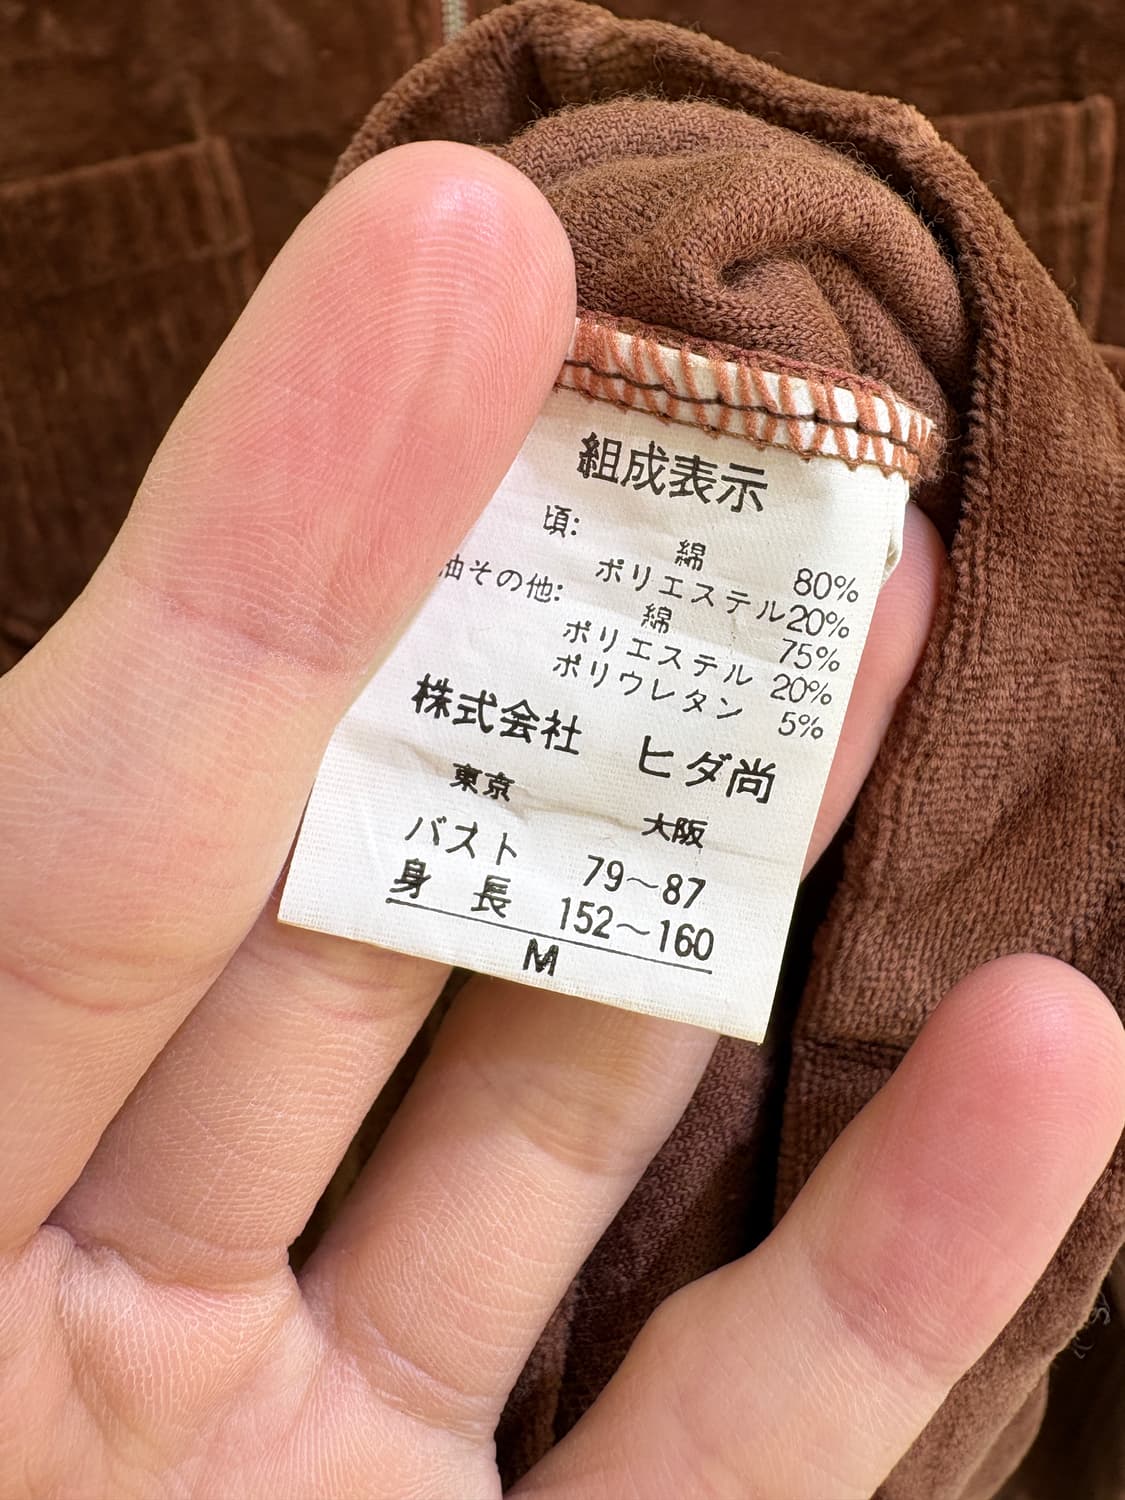 組成表示
頃:
綿 80%
ポリエステル20%
油その他:
綿 75%
ポリエステル 20%
ポリウレタン 5%
株式会社 ヒダ尚
東京 大阪
バスト 79～87
身長 152～160
M